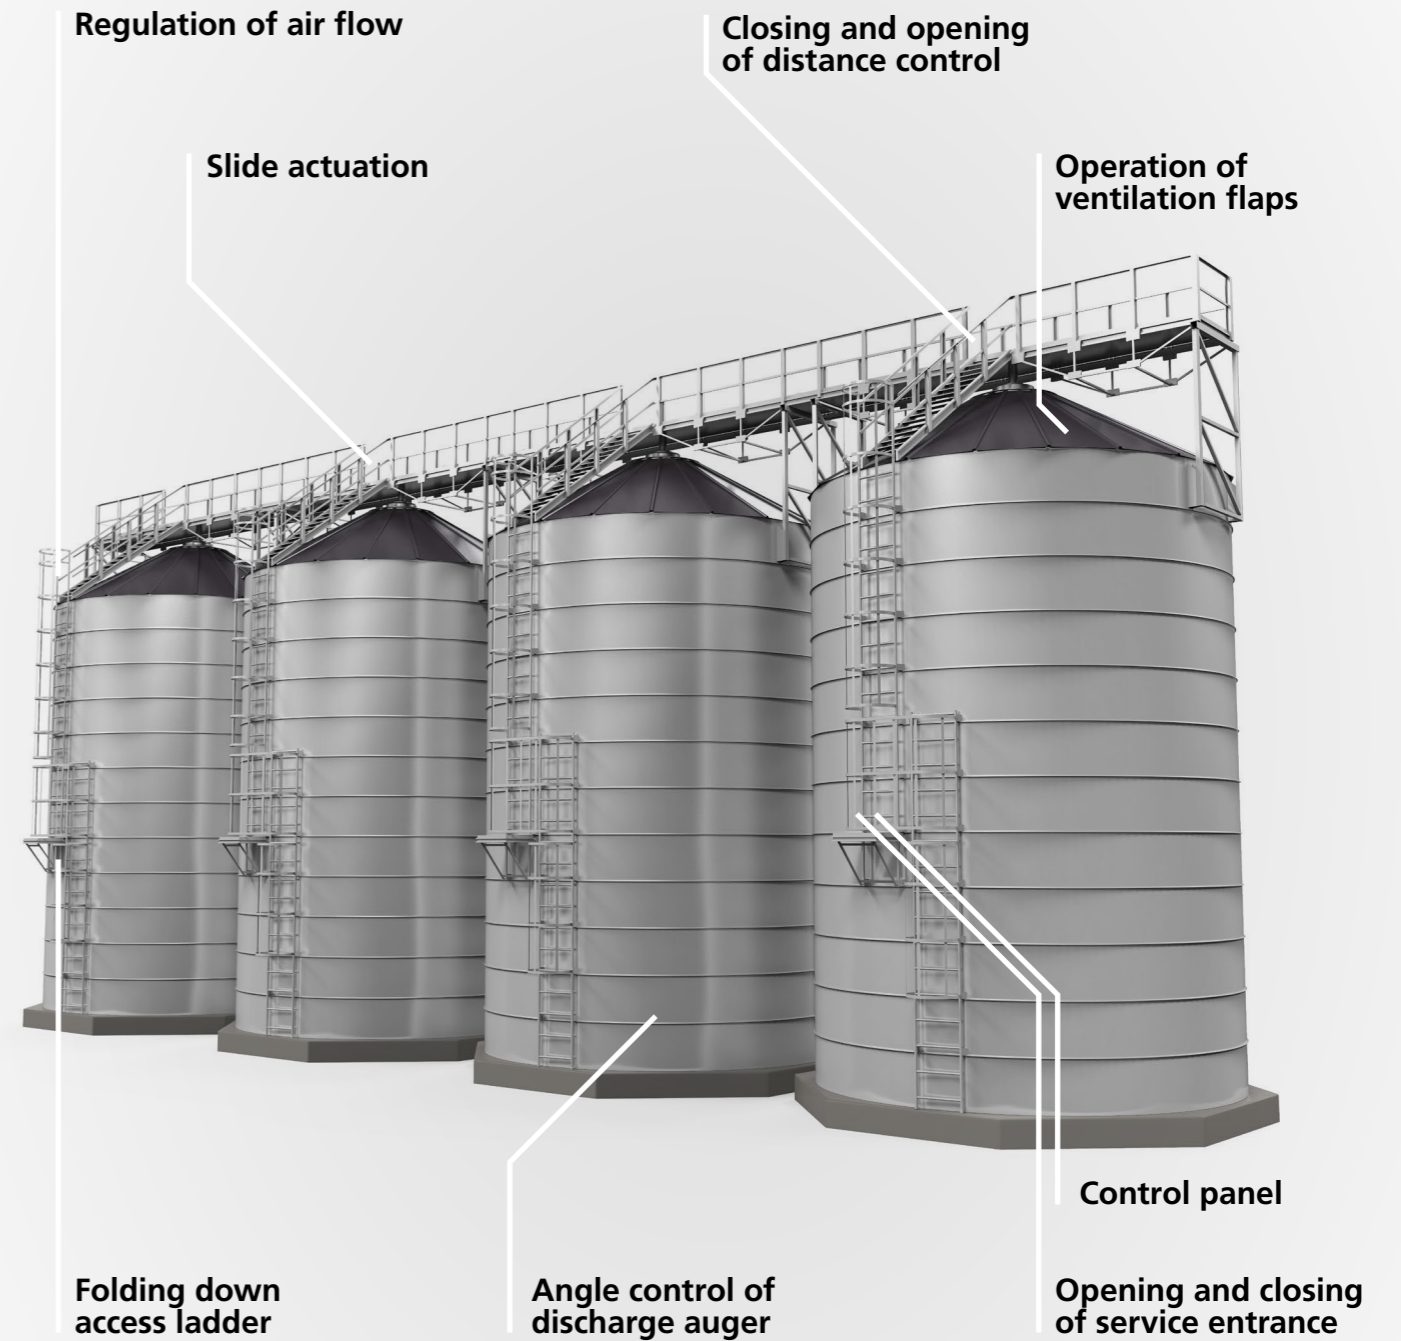 Regulation of air flow
Closing and opening
of distance control
Slide actuation
Operation of
ventilation flaps
Control panel
Folding down
access ladder
Angle control of
discharge auger
Opening and closing
of service entrance